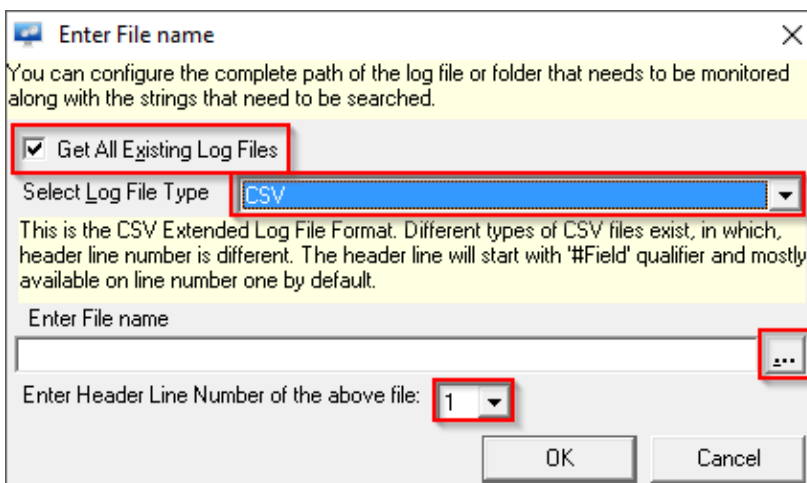 Enter File name
You can configure the complete path of the log file or folder that needs to be monitored
along with the strings that need to be searched.
Get All Existing Log Files
Select Log File Type CSV
This is the CSV Extended Log File Format. Different types of CSV files exist, in which,
header line number is different. The header line will start with '#Field' qualifier and mostly
available on line number one by default.
Enter File name
...
Enter Header Line Number of the above file: 1
OK Cancel